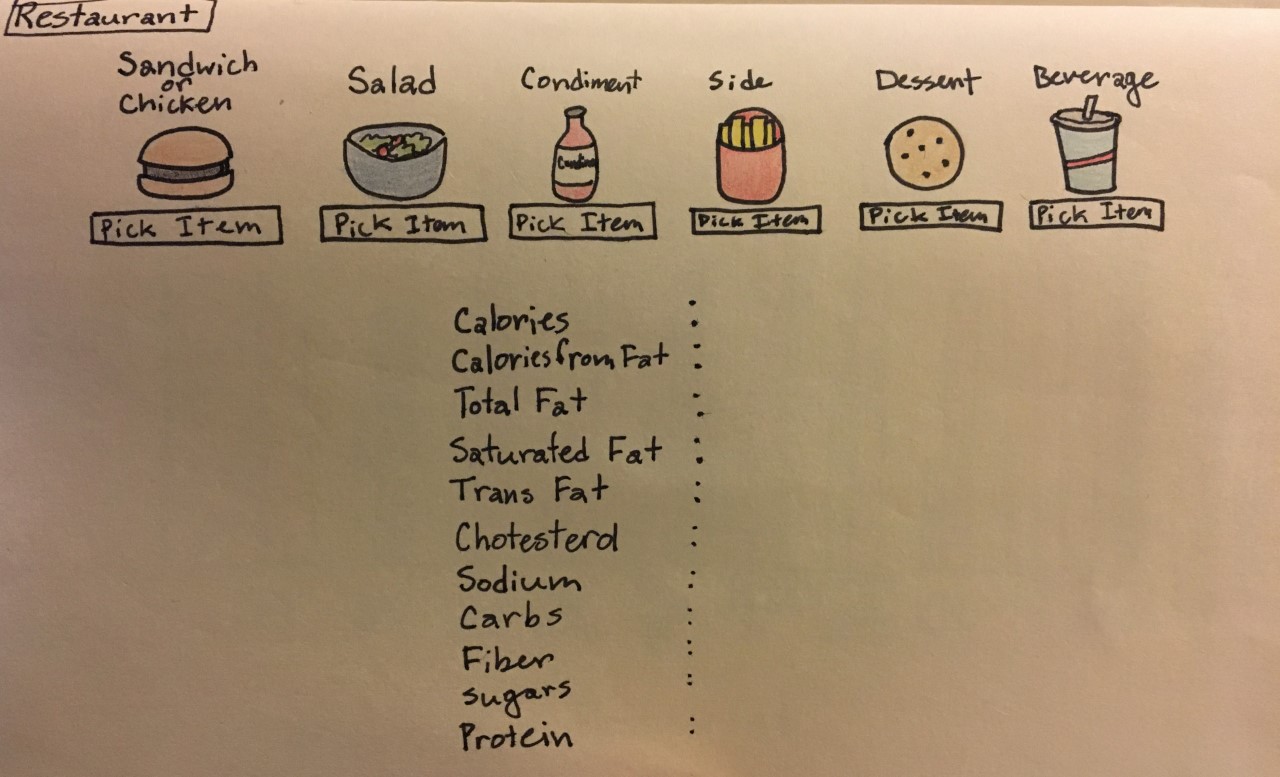 Restaurant
Sandwich
or
Chicken
Salad
Condiment
Side
Dessent
Beverage
Pick Item
Pick Item
Pick Item
Pick Item
Pick Item
Pick Item
Calories :
Calories from Fat :
Total Fat :
Saturated Fat :
Trans Fat :
Chotesterol :
Sodium :
Carbs :
Fiber :
sugars :
Protein :